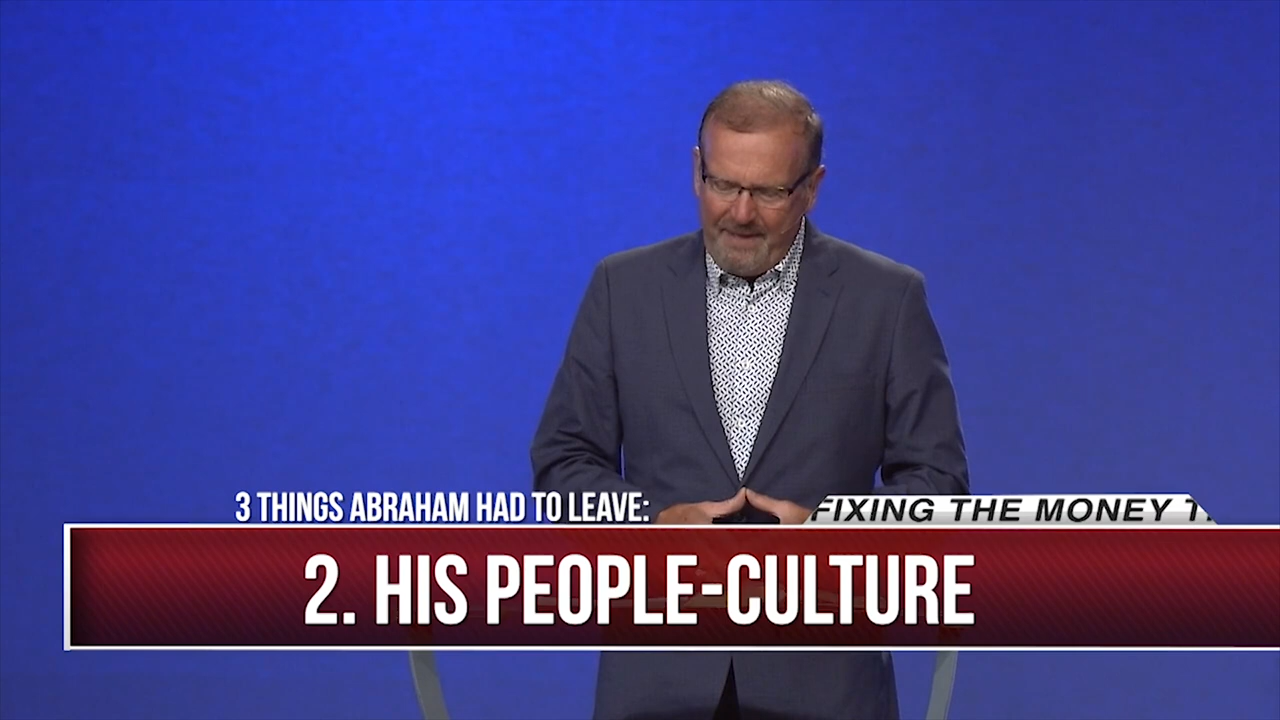 3 THINGS ABRAHAM HAD TO LEAVE:
FIXING THE MONEY
2. HIS PEOPLE-CULTURE